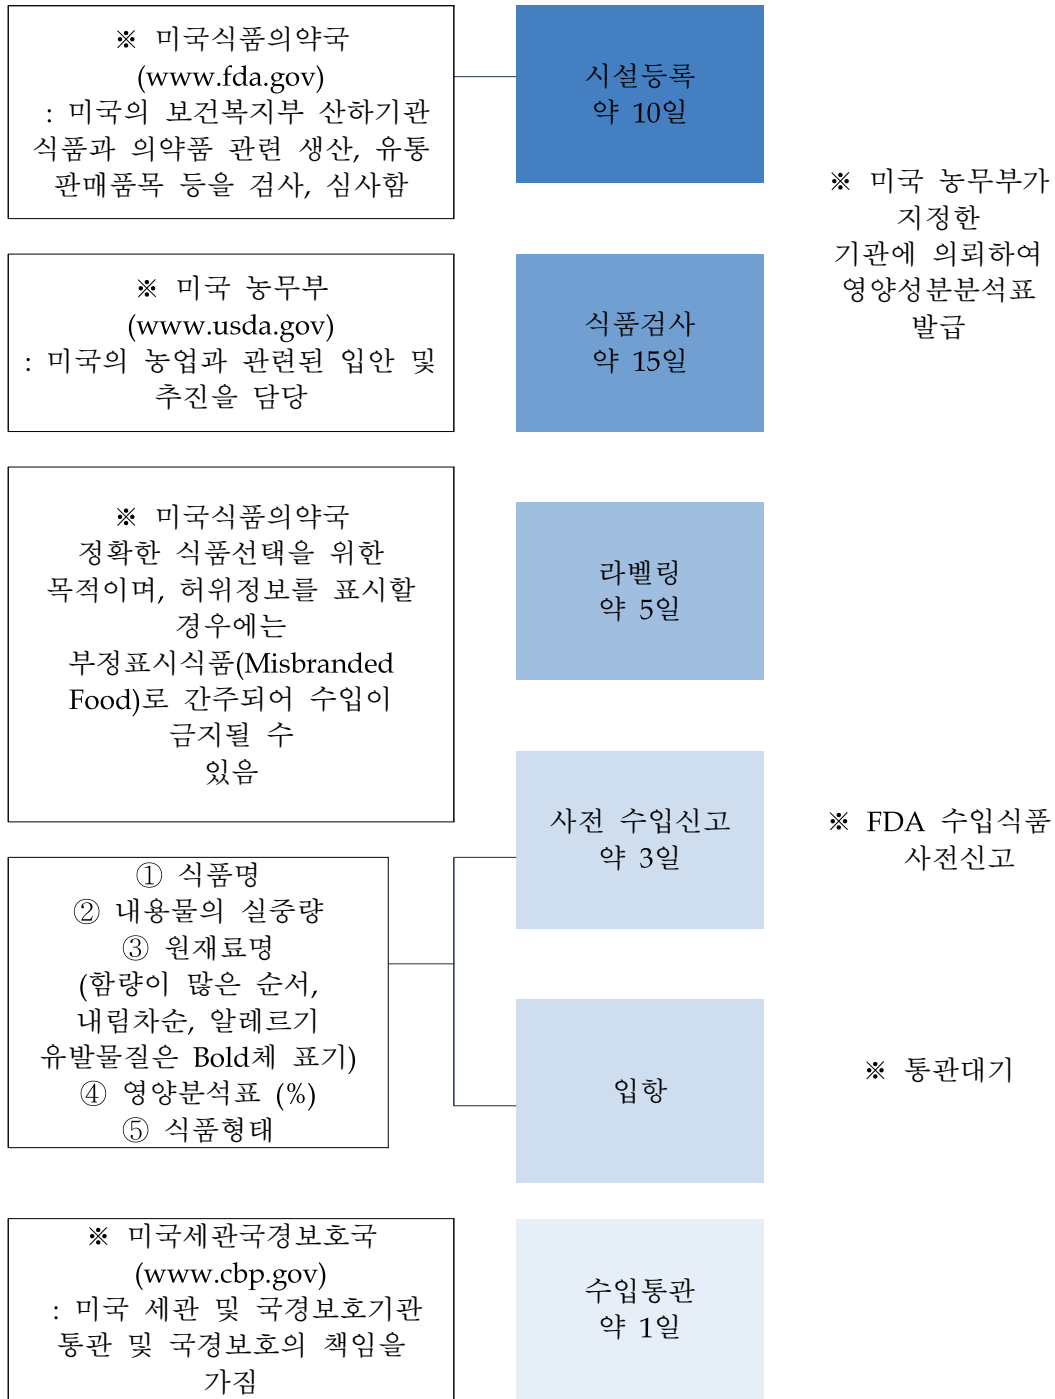 ※ 미국식품의약국
(www.fda.gov)
: 미국의 보건복지부 산하기관
식품과 의약품 관련 생산, 유통
판매품목 등을 검사, 심사함
시설등록
약 10일
※ 미국 농무부가
지정한
기관에 의뢰하여
영양성분분석표
발급
※ 미국 농무부
(www.usda.gov)
: 미국의 농업과 관련된 입안 및
추진을 담당
식품검사
약 15일
※ 미국식품의약국
정확한 식품선택을 위한
목적이며, 허위정보를 표시할
경우에는
부정표시식품(Misbranded
Food)로 간주되어 수입이
금지될 수
있음
라벨링
약 5일
사전 수입신고
약 3일
※ FDA 수입식품
사전신고
① 식품명
② 내용물의 실중량
③ 원재료명
(함량이 많은 순서,
내림차순, 알레르기
유발물질은 Bold체 표기)
④ 영양분석표 (%)
⑤ 식품형태
입항
※ 통관대기
※ 미국세관국경보호국
(www.cbp.gov)
: 미국 세관 및 국경보호기관
통관 및 국경보호의 책임을
가짐
수입통관
약 1일